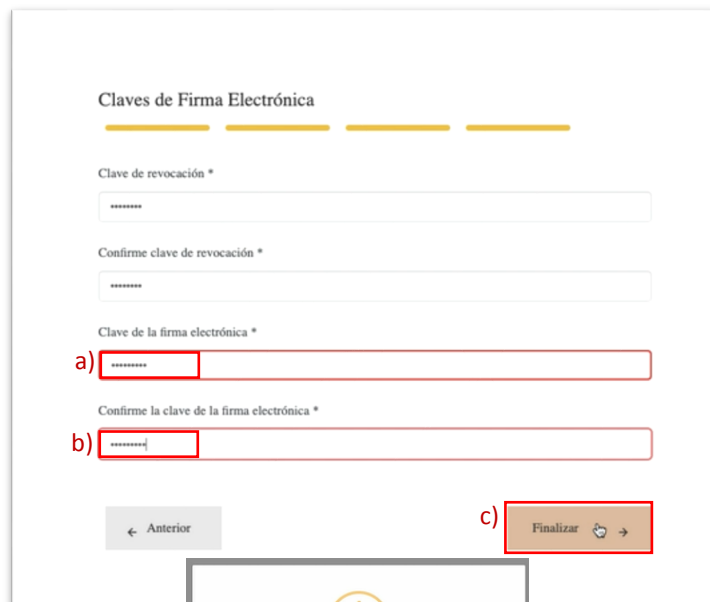 Claves de Firma Electrónica
Clave de revocación *
••••••••
Confirme clave de revocación *
••••••••
Clave de la firma electrónica *
a) •••••••••
Confirme la clave de la firma electrónica *
b) •••••••••
← Anterior
c) Finalizar →